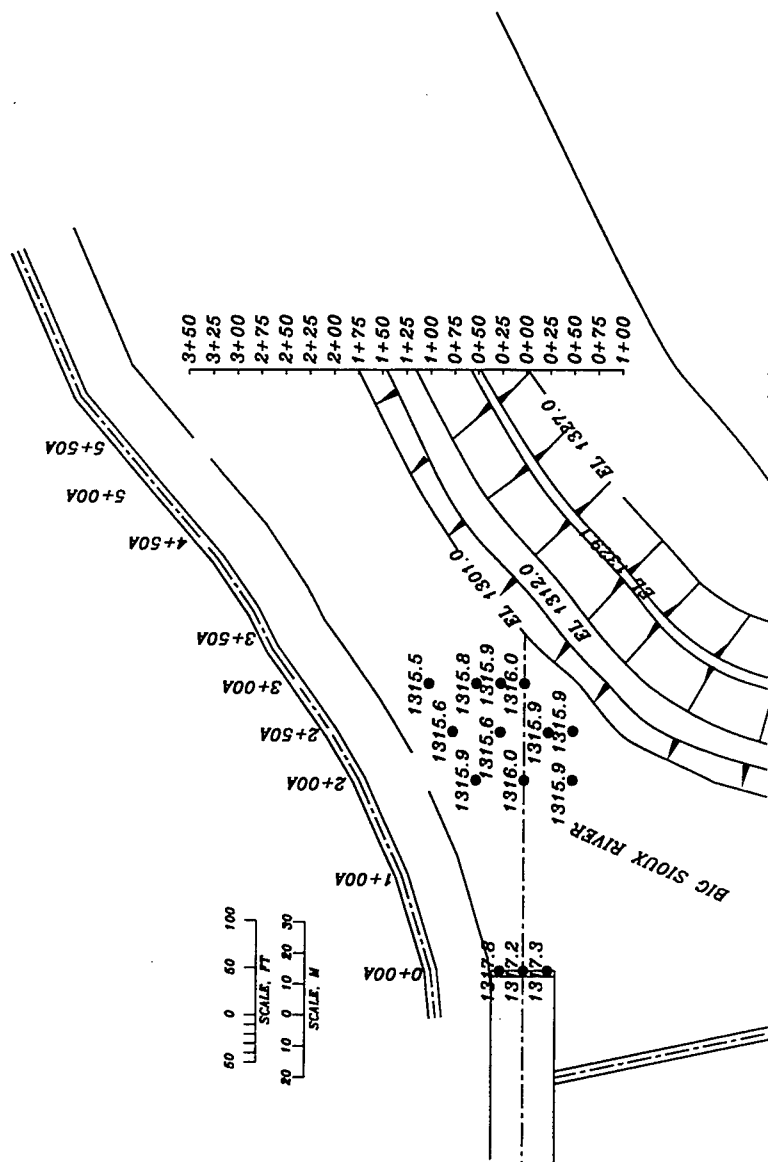 3+50
3+25
3+00
2+75
2+50
2+25
2+00
1+75
1+50
1+25
1+00
0+75
0+50
0+25
0+00
0+25
0+50
0+75
1+00
5+50A
5+00A
4+50A
3+50A
3+00A
2+50A
2+00A
1+00A
0+00A
EL 1327.0
EL 1329.1
EL 1312.0
EL 1301.0
1315.5
1315.8
1315.9
1316.0
1315.6
1315.6
1315.9
1315.9
1315.9
1316.0
1315.9
BIG SIOUX RIVER
1317.8
1317.2
1317.3
50 0 50 100
SCALE, FT
20 10 0 10 20 30
SCALE, M